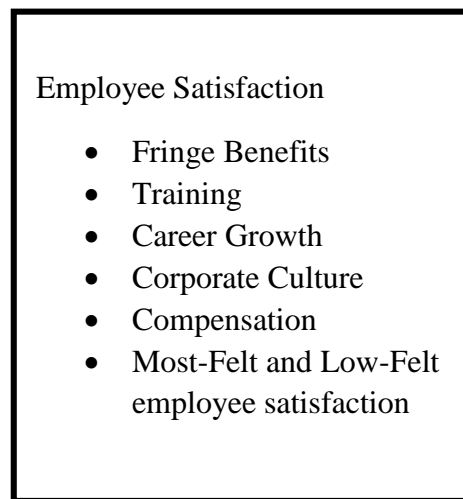 Employee Satisfaction
• Fringe Benefits
• Training
• Career Growth
• Corporate Culture
• Compensation
• Most-Felt and Low-Felt
employee satisfaction